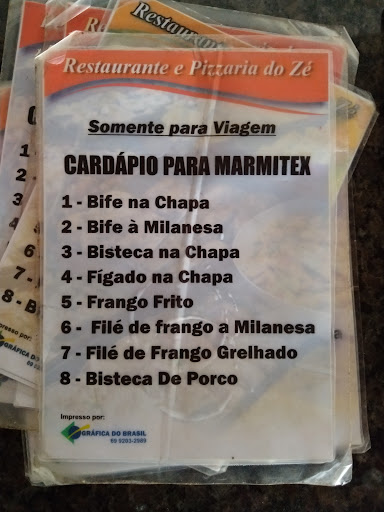 Restaurante e Pizzaria do Zé
Somente para Viagem
CARDÁPIO PARA MARMITEX
1 - Bife na Chapa
2 - Bife à Milanesa
3 - Bisteca na Chapa
4 - Fígado na Chapa
5 - Frango Frito
6 - Filé de frango a Milanesa
7 - Filé de Frango Grelhado
8 - Bisteca De Porco
Impresso por:
GRÁFICA DO BRASIL